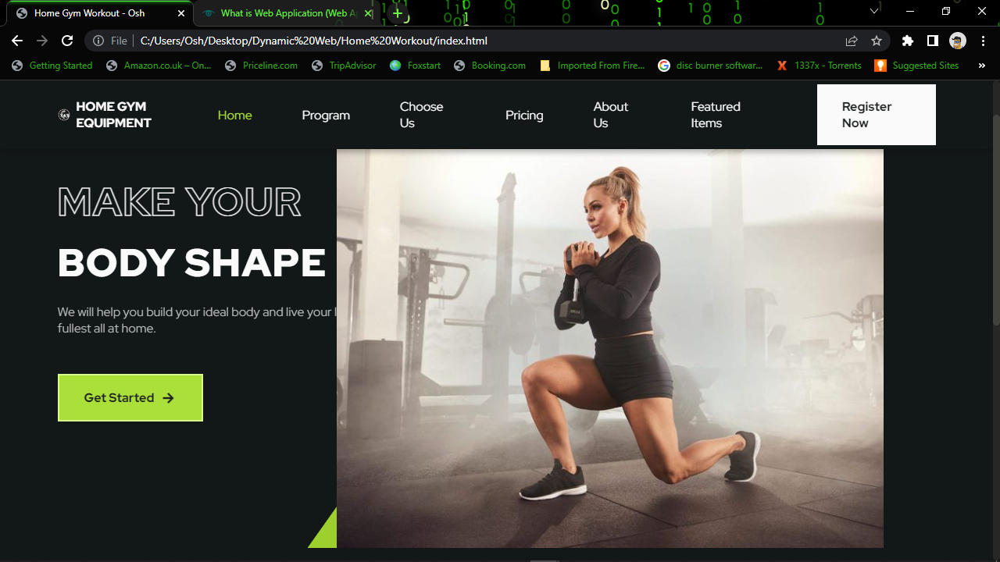 Home Gym Workout - Osh
What is Web Application (Web A
File
C:/Users/Osh/Desktop/Dynamic%20Web/Home%20Workout/index.html
Getting Started
Amazon.co.uk – On...
Priceline.com
TripAdvisor
Foxstart
Booking.com
Imported From Fire...
disc burner softwar...
1337x - Torrents
Suggested Sites
»
HOME GYM
EQUIPMENT
Home
Program
Choose
Us
Pricing
About
Us
Featured
Items
Register
Now
MAKE YOUR
BODY SHAPE
We will help you build your ideal body and live your
fullest all at home.
Get Started